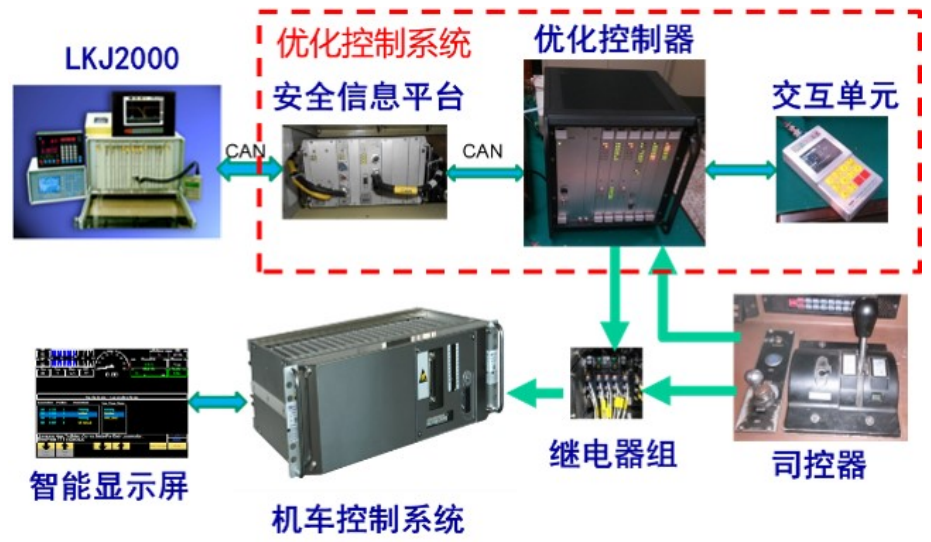 LKJ2000
优化控制系统
优化控制器
安全信息平台
交互单元
CAN
CAN
智能显示屏
机车控制系统
继电器组
司控器